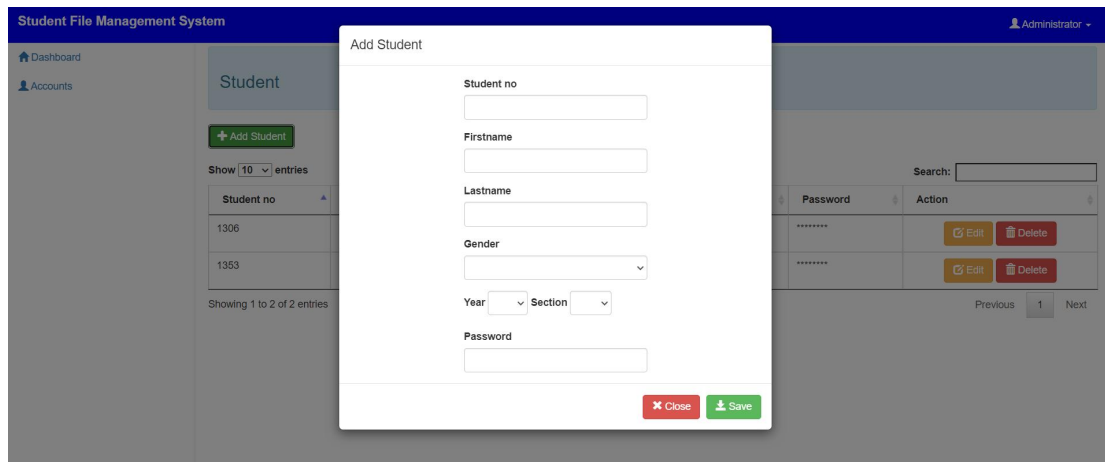 Student File Management System
Administrator
Dashboard
Accounts
Student
Add Student
Show 10 entries
Search:
Student no Password Action
1306 ******** Edit Delete
1353 ******** Edit Delete
Showing 1 to 2 of 2 entries
Previous 1 Next
Add Student
Student no
Firstname
Lastname
Gender
Year Section
Password
Close Save